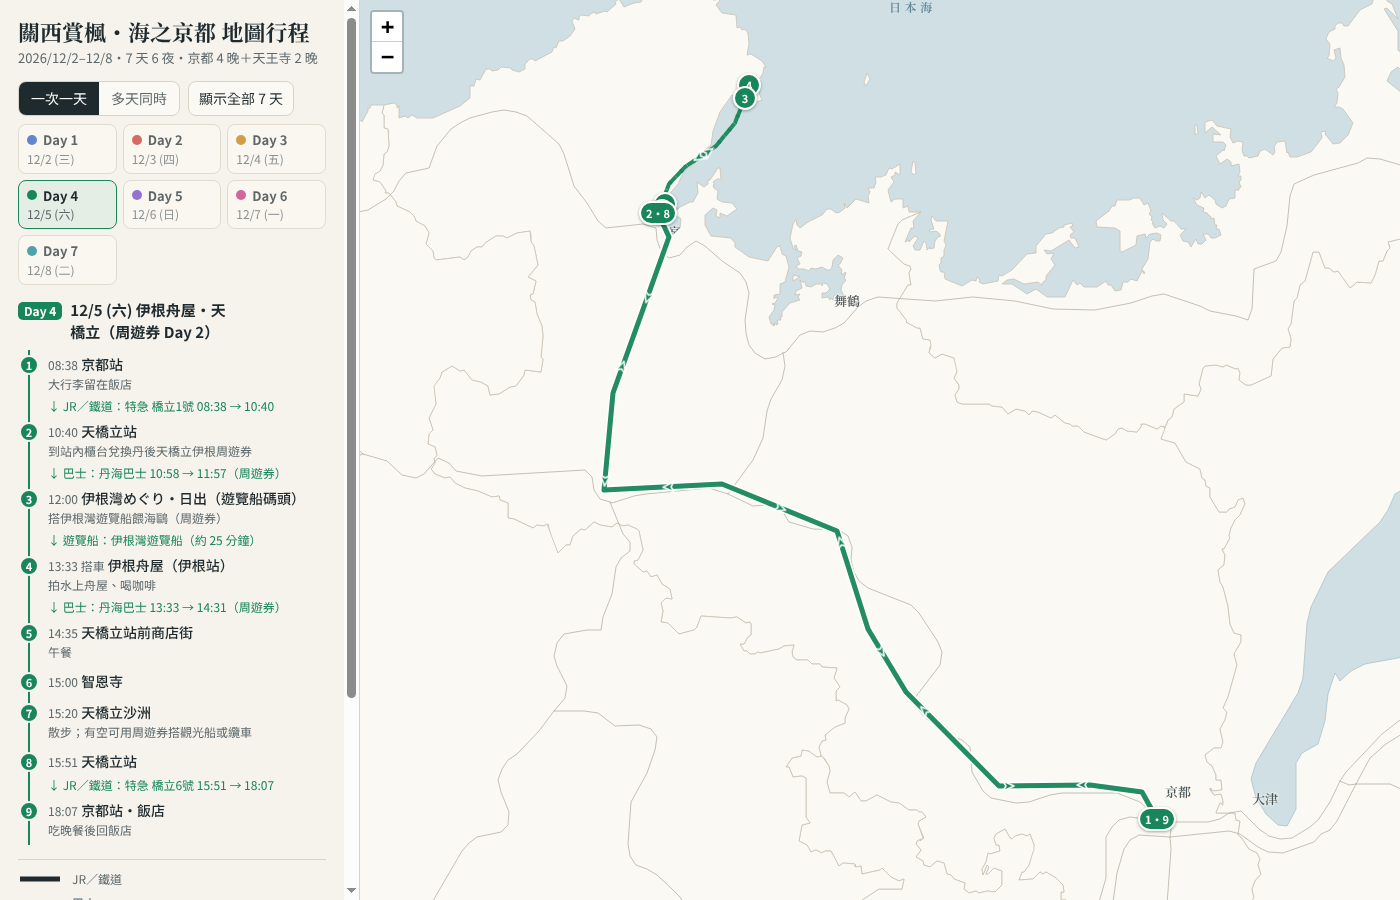 關西賞楓・海之京都 地圖行程
2026/12/2–12/8・7 天 6 夜・京都 4 晚＋天王寺 2 晚
一次一天
多天同時
顯示全部 7 天
Day 1
12/2 (三)
Day 2
12/3 (四)
Day 3
12/4 (五)
Day 4
12/5 (六)
Day 5
12/6 (日)
Day 6
12/7 (一)
Day 7
12/8 (二)
Day 4
12/5 (六) 伊根舟屋・天
橋立（周遊券 Day 2）
1
08:38 京都站
大行李留在飯店
↓ JR／鐵道：特急 橋立1號 08:38 → 10:40
2
10:40 天橋立站
到站內櫃台兌換丹後天橋立伊根周遊券
↓ 巴士：丹海巴士 10:58 → 11:57（周遊券）
3
12:00 伊根灣めぐり・日出（遊覽船碼頭）
搭伊根灣遊覽船餵海鷗（周遊券）
↓ 遊覽船：伊根灣遊覽船（約 25 分鐘）
4
13:33 搭車 伊根舟屋（伊根站）
拍水上舟屋、喝咖啡
↓ 巴士：丹海巴士 13:33 → 14:31（周遊券）
5
14:35 天橋立站前商店街
午餐
6
15:00 智恩寺
7
15:20 天橋立沙洲
散步；有空可用周遊券搭觀光船或纜車
8
15:51 天橋立站
↓ JR／鐵道：特急 橋立6號 15:51 → 18:07
9
18:07 京都站・飯店
吃晚餐後回飯店
JR／鐵道
+
−
日本海
3
2・8
舞鶴
京都
大津
1・9